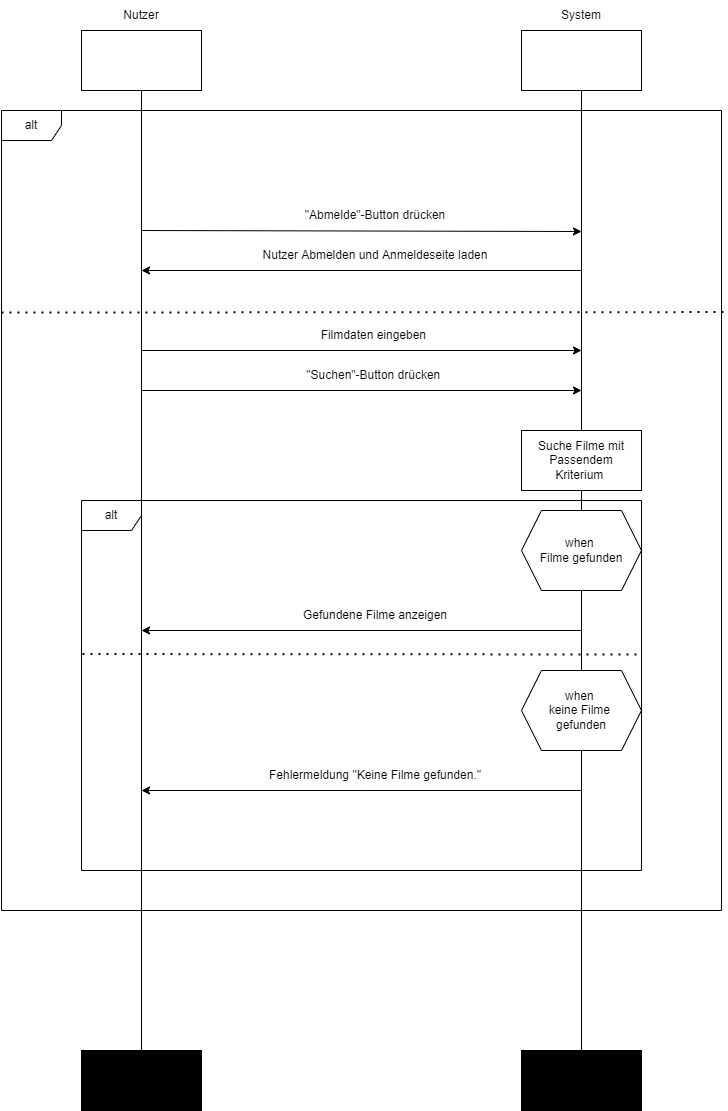 Nutzer
System
alt
"Abmelde"-Button drücken
Nutzer Abmelden und Anmeldeseite laden
Filmdaten eingeben
"Suchen"-Button drücken
Suche Filme mit
Passendem
Kriterium
alt
when
Filme gefunden
Gefundene Filme anzeigen
when
keine Filme
gefunden
Fehlermeldung "Keine Filme gefunden."